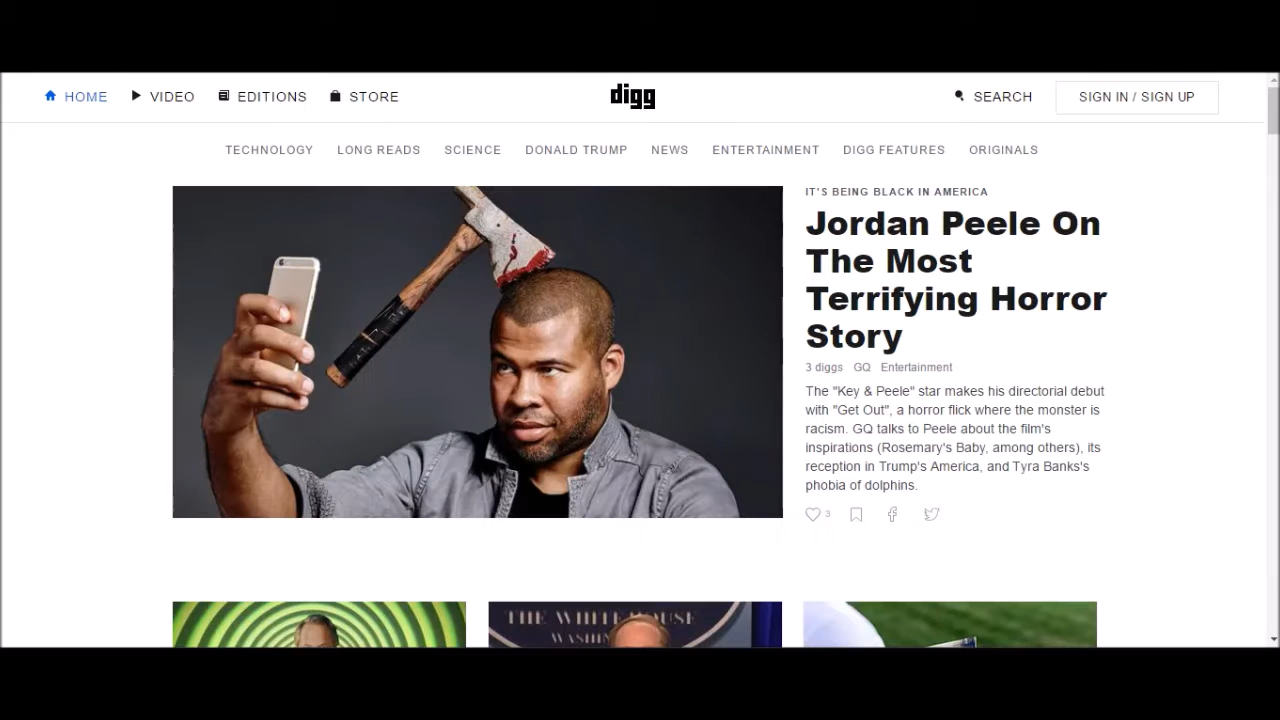 HOME VIDEO EDITIONS STORE digg SEARCH SIGN IN / SIGN UP
TECHNOLOGY LONG READS SCIENCE DONALD TRUMP NEWS ENTERTAINMENT DIGG FEATURES ORIGINALS
IT'S BEING BLACK IN AMERICA
Jordan Peele On
The Most
Terrifying Horror
Story
3 diggs GQ Entertainment
The "Key & Peele" star makes his directorial debut
with "Get Out", a horror flick where the monster is
racism. GQ talks to Peele about the film's
inspirations (Rosemary's Baby, among others), its
reception in Trump's America, and Tyra Banks's
phobia of dolphins.
3
THE WHITE HOUSE